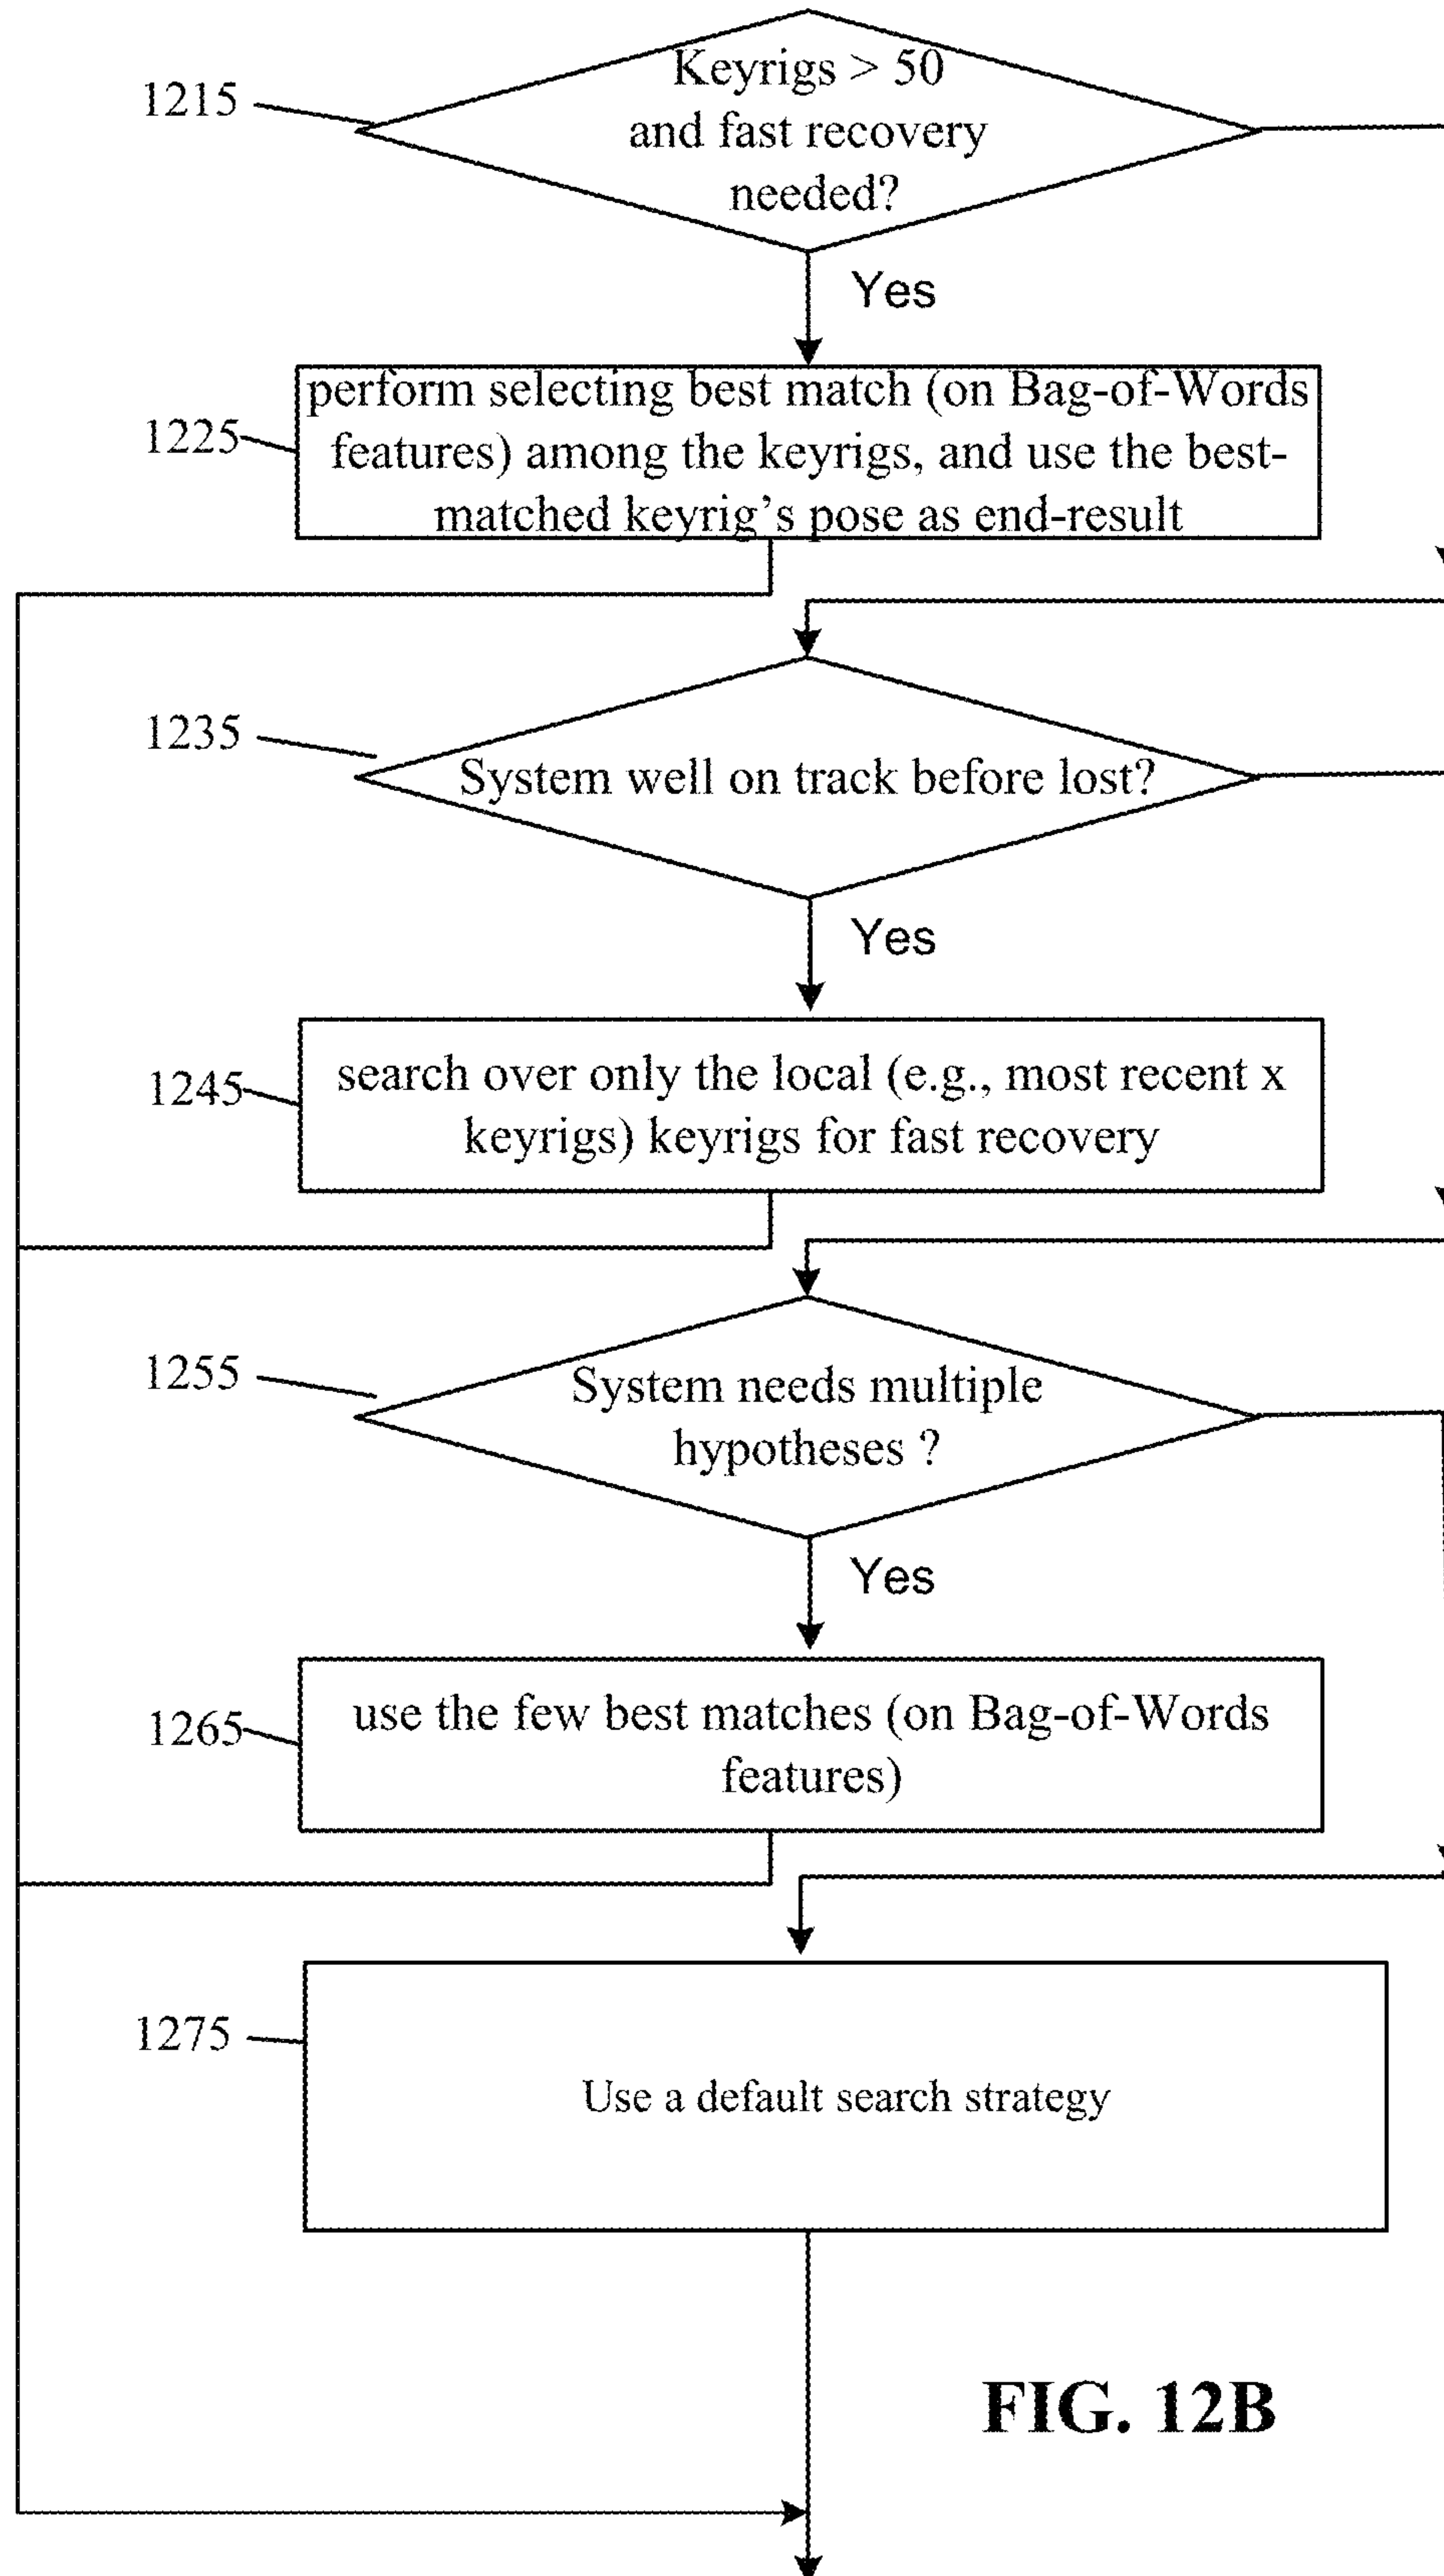 Keyrigs > 50
and fast recovery
needed?
1215
Yes
perform selecting best match (on Bag-of-Words
features) among the keyrigs, and use the best-
matched keyrig's pose as end-result
1225
System well on track before lost?
1235
Yes
search over only the local (e.g., most recent x
keyrigs) keyrigs for fast recovery
1245
System needs multiple
hypotheses ?
1255
Yes
use the few best matches (on Bag-of-Words
features)
1265
Use a default search strategy
1275
FIG. 12B